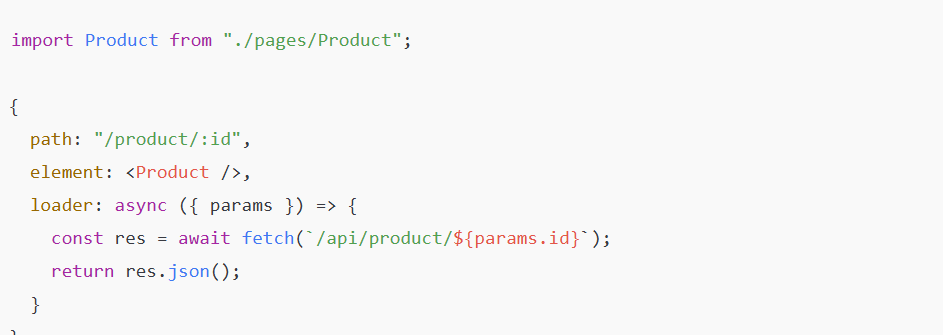 import Product from "./pages/Product";

{
  path: "/product/:id",
  element: <Product />,
  loader: async ({ params }) => {
    const res = await fetch(`/api/product/${params.id}`);
    return res.json();
  }